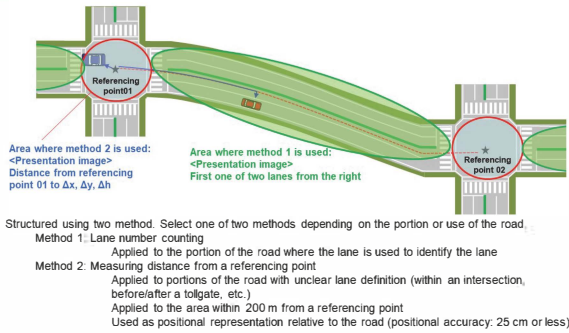 Referencing
point01
Referencing
point 02
Area where method 2 is used:
<Presentation image>
Distance from referencing
point 01 to Δx, Δy, Δh
Area where method 1 is used:
<Presentation image>
First one of two lanes from the right
Structured using two method. Select one of two methods depending on the portion or use of the road.
Method 1: Lane number counting
Applied to the portion of the road where the lane is used to identify the lane
Method 2: Measuring distance from a referencing point
Applied to portions of the road with unclear lane definition (within an intersection,
before/after a tollgate, etc.)
Applied to the area within 200 m from a referencing point
Used as positional representation relative to the road (positional accuracy: 25 cm or less)